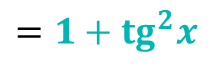 = 1 + tg²x